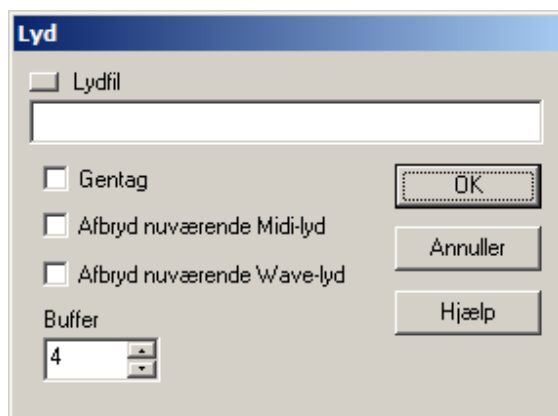 Lyd
Lydfil
Gentag
OK
Afbryd nuværende Midi-lyd
Annuller
Afbryd nuværende Wave-lyd
Hjælp
Buffer
4